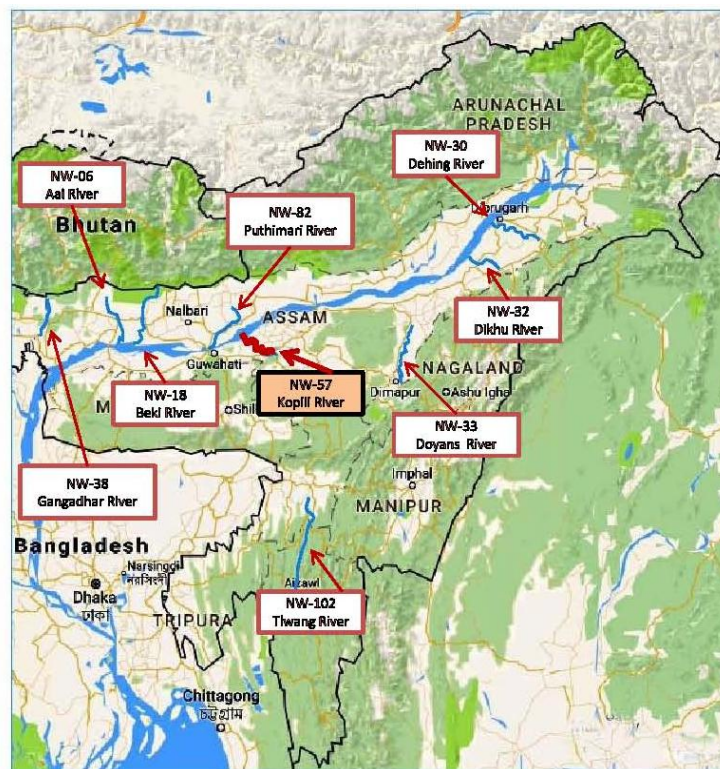 ARUNACHAL
PRADESH
NW-30
Dehing River
NW-06
Aai River
Bhutan
NW-82
Puthimari River
Nalbari
ASSAM
NW-32
Dikhu River
Guwahati
NW-57
Kopili River
NAGALAND
Dimapur
Ashu Igha
NW-18
Beki River
NW-33
Doyans River
NW-38
Gangadhar River
Imphal
MANIPUR
Bangladesh
Narsingdi
নরসিংদী
Dhaka
ঢাকা
Aizawl
TRIPURA
NW-102
Tlwang River
Chittagong
চট্টগ্রাম